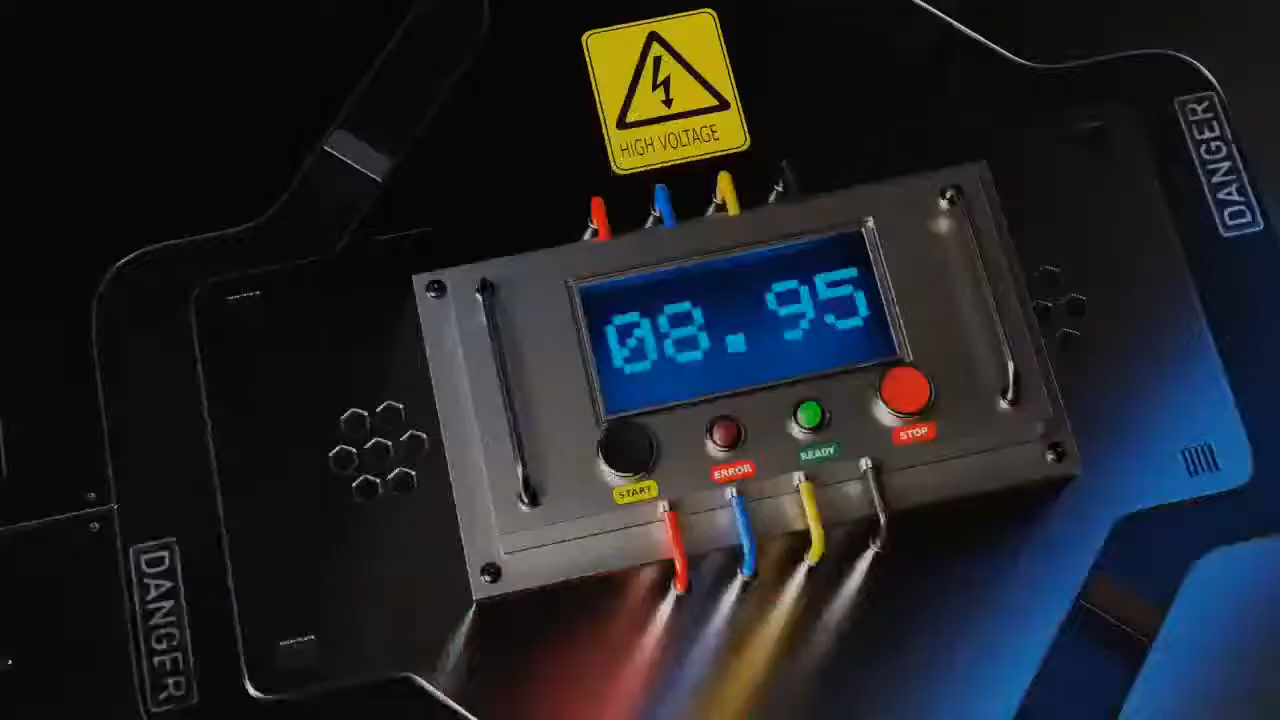 HIGH VOLTAGE
DANGER
08.95
STOP
READY
ERROR
START
DANGER